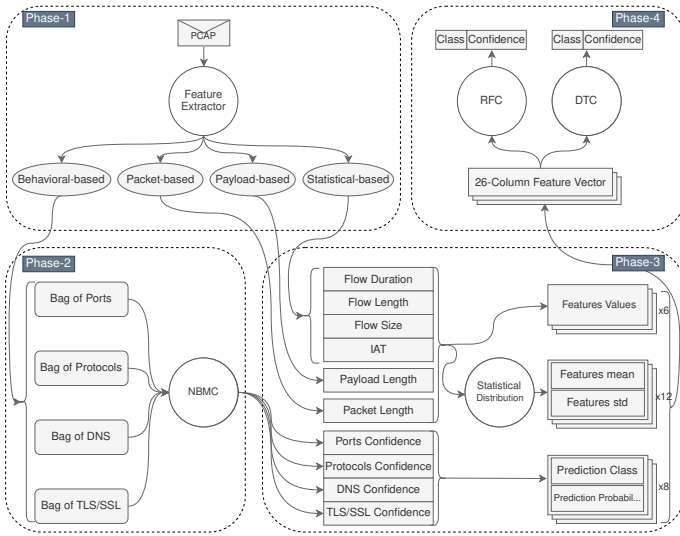 Phase-1
PCAP
Feature
Extractor
Behavioral-based
Packet-based
Payload-based
Statistical-based
Phase-4
Class
Confidence
Class
Confidence
RFC
DTC
26-Column Feature Vector
Phase-2
Bag of Ports
Bag of Protocols
Bag of DNS
Bag of TLS/SSL
NBMC
Phase-3
Flow Duration
Flow Length
Flow Size
IAT
Payload Length
Packet Length
Ports Confidence
Protocols Confidence
DNS Confidence
TLS/SSL Confidence
Statistical
Distribution
Features Values
x6
Features mean
Features std
x12
Prediction Class
Prediction Probabil...
x8